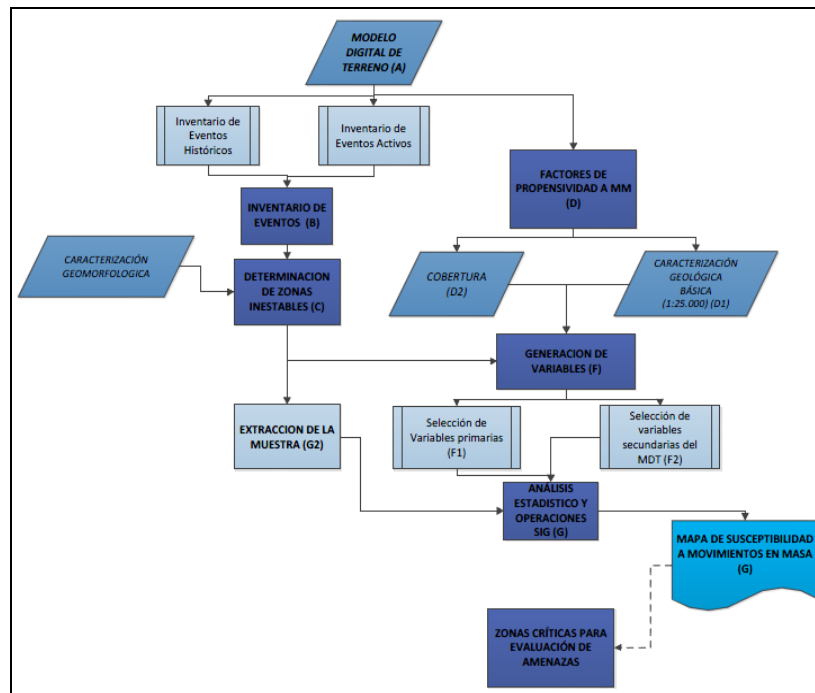 MODELO
DIGITAL DE
TERRENO (A)
Inventario de
Eventos
Históricos
Inventario de
Eventos Activos
FACTORES DE
PROPENSIVIDAD A MM
(D)
INVENTARIO DE
EVENTOS (B)
CARACTERIZACIÓN
GEOMORFOLOGICA
DETERMINACION
DE ZONAS
INESTABLES (C)
COBERTURA
(D2)
CARACTERIZACIÓN
GEOLÓGICA
BÁSICA
(1:25.000) (D1)
GENERACION DE
VARIABLES (F)
EXTRACCION DE LA
MUESTRA (G2)
Selección de
Variables primarias
(F1)
Selección de
variables
secundarias del
MDT (F2)
ANÁLISIS
ESTADISTICO Y
OPERACIONES
SIG (G)
MAPA DE SUSCEPTIBILIDAD
A MOVIMIENTOS EN MASA
(G)
ZONAS CRÍTICAS PARA
EVALUACIÓN DE
AMENAZAS